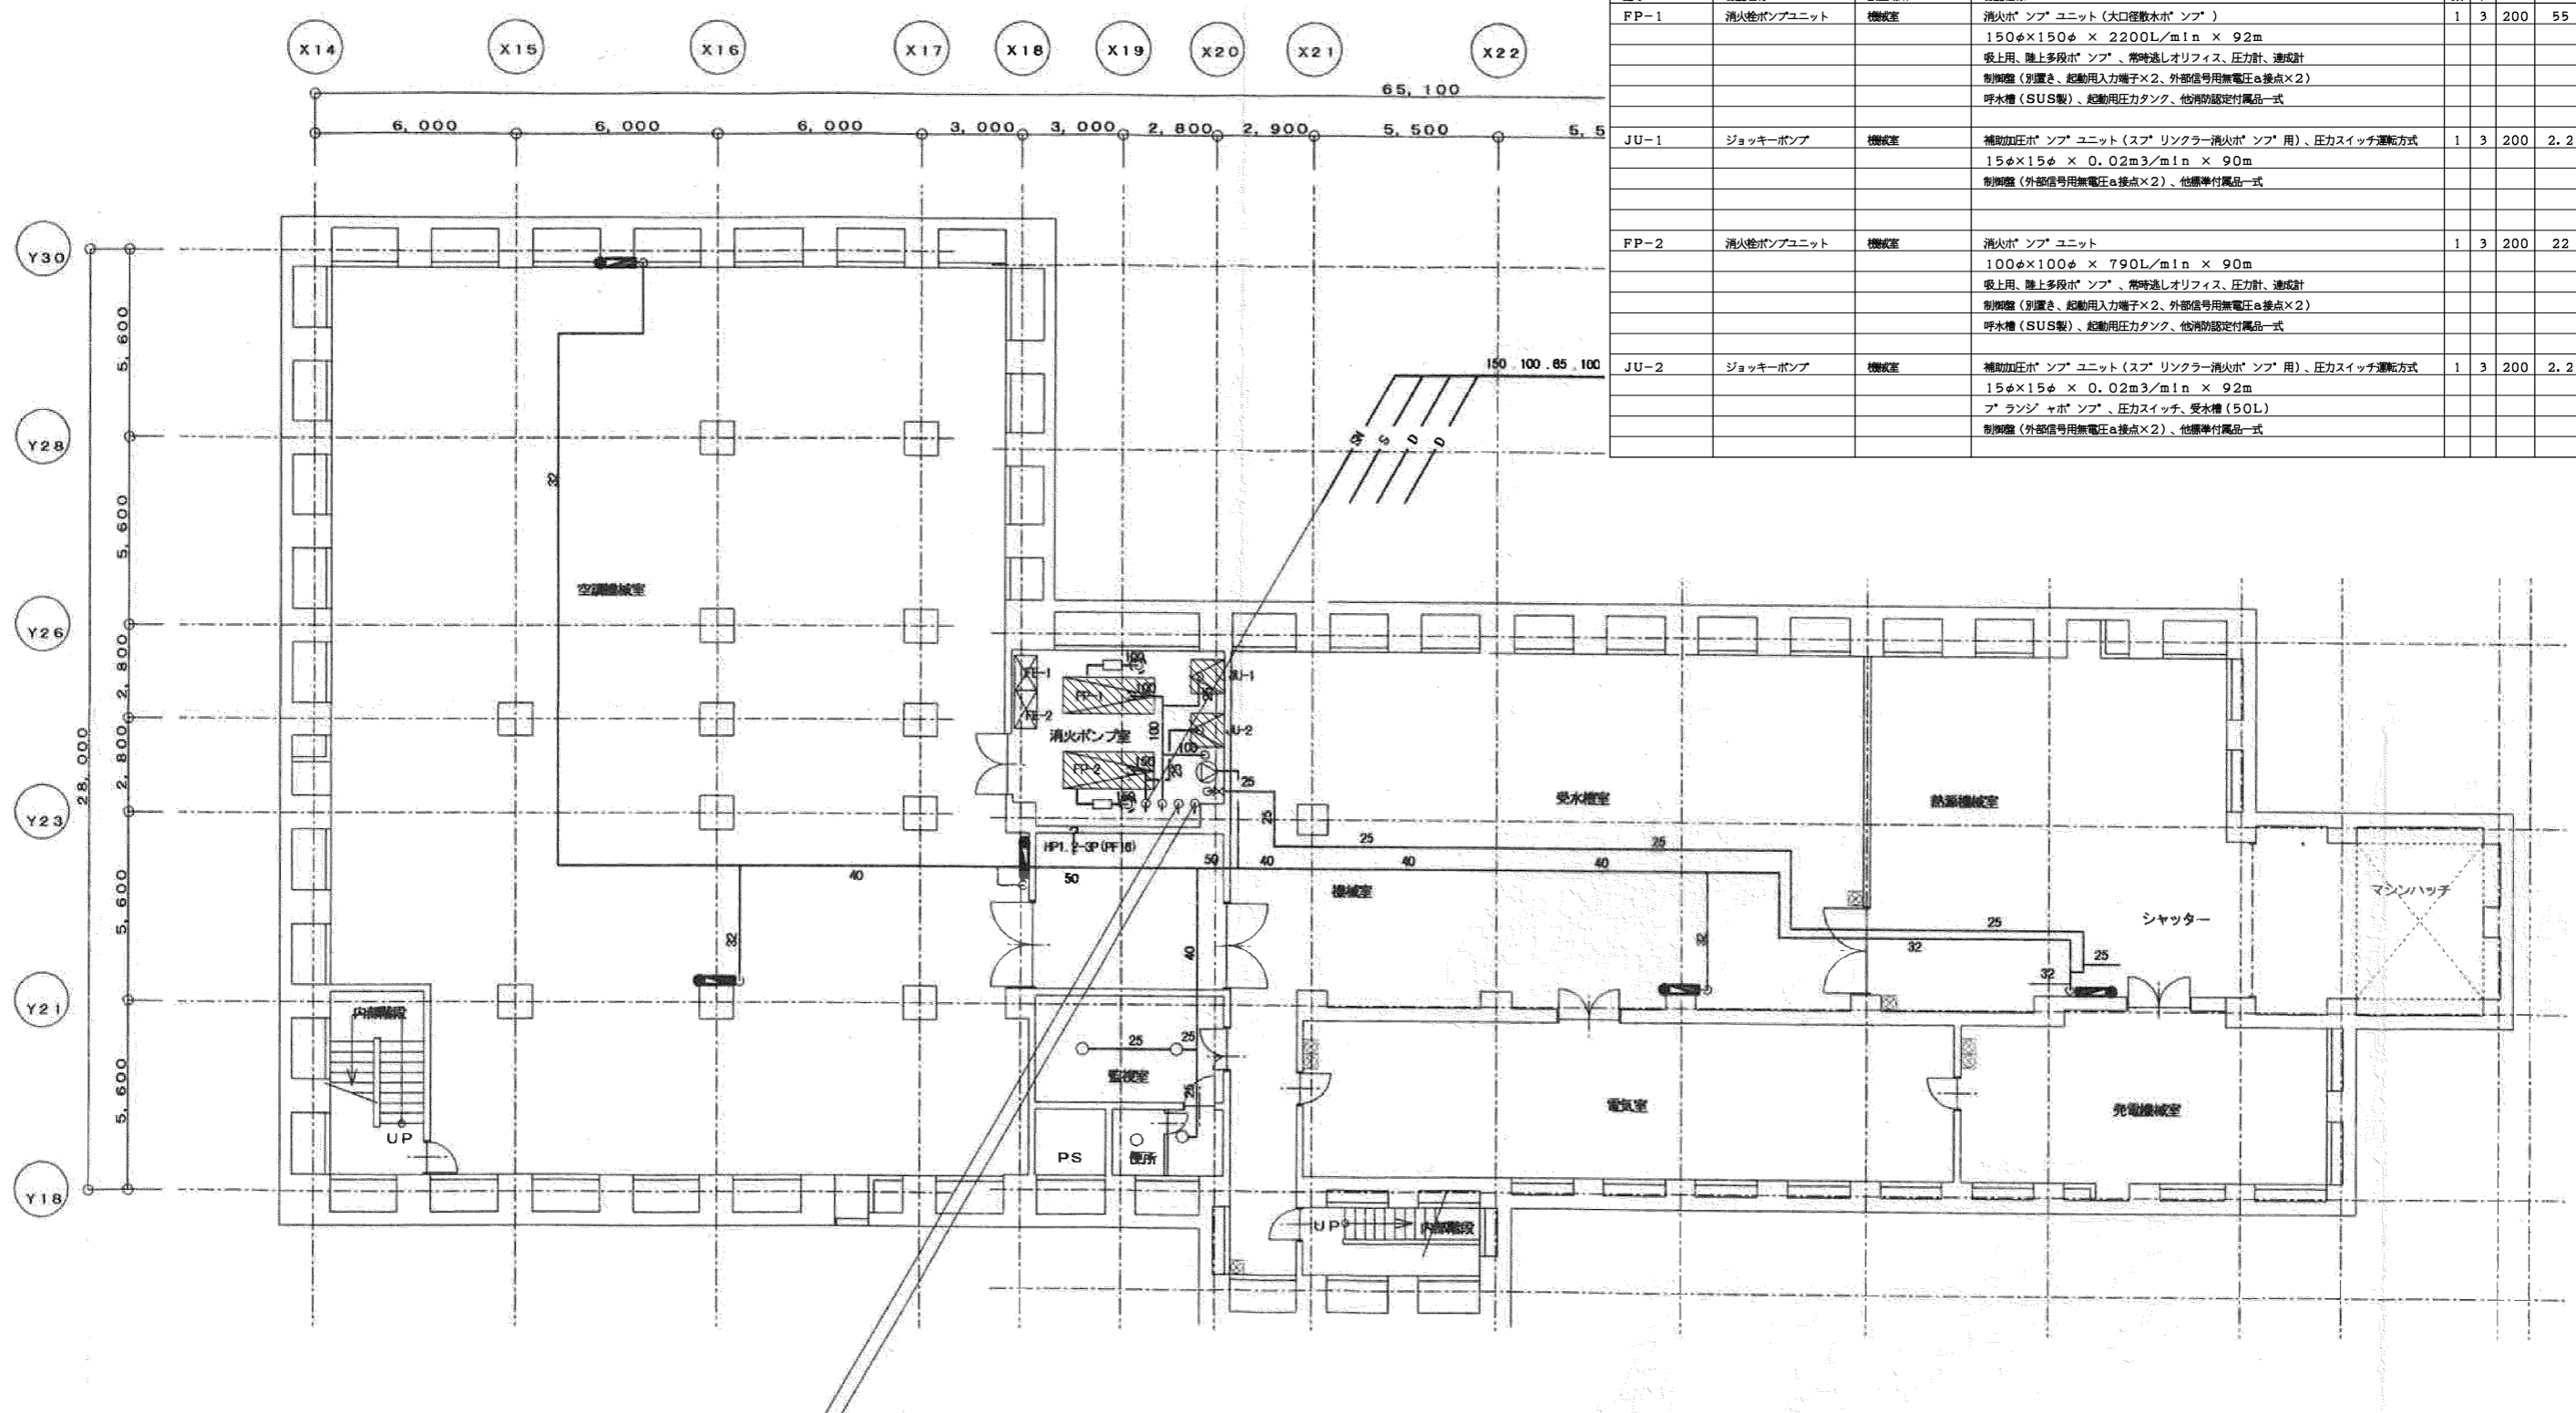 X14
X15
X16
X17
X18
X19
X20
X21
X22
65,100
6,000
6,000
6,000
3,000
3,000
2,800
2,900
5,500
FP-1 消火栓ポンプユニット 機械室 消火ポンプユニット(大口径散水ポンプ) 1 3 200 55
150φ×150φ × 2200L/min × 92m
吸上用、陸上多段ポンプ、常時逃しオリフィス、圧力計、連成計
制御盤(別置き、起動用入力端子×2、外部信号用無電圧a接点×2)
呼水槽(SUS製)、起動用圧力タンク、他消防認定付属品一式
JU-1 ジョッキーポンプ 機械室 補助加圧ポンプユニット(スプリンクラー消火ポンプ用)、圧力スイッチ運転方式 1 3 200 2.2
15φ×15φ × 0.02m3/min × 90m
制御盤(外部信号用無電圧a接点×2)、他標準付属品一式
FP-2 消火栓ポンプユニット 機械室 消火ポンプユニット 1 3 200 22
100φ×100φ × 790L/min × 90m
吸上用、陸上多段ポンプ、常時逃しオリフィス、圧力計、連成計
制御盤(別置き、起動用入力端子×2、外部信号用無電圧a接点×2)
呼水槽(SUS製)、起動用圧力タンク、他消防認定付属品一式
JU-2 ジョッキーポンプ 機械室 補助加圧ポンプユニット(スプリンクラー消火ポンプ用)、圧力スイッチ運転方式 1 3 200 2.2
15φ×15φ × 0.02m3/min × 92m
プランジャポンプ、圧力スイッチ、受水槽(50L)
制御盤(外部信号用無電圧a接点×2)、他標準付属品一式
Y30
Y28
Y26
Y23
Y21
Y18
28,000
5,600
5,600
2,800
2,800
5,600
5,600
150.100.65.100
S
D
D
32
空調機械室
100
FP-1
100
JU-1
25
100
消火ポンプ室
JU-2
100
FP-2
150
25
25
25
HP1.2-3P(PF16)
50
50
40
40
40
25
25
40
32
受水槽室
熱源機械室
機械室
シャッター
マシンハッチ
32
25
32
32
25
40
25
25
25
監視室
内部階段
UP
PS
便所
電気室
発電機械室
UP
内部階段